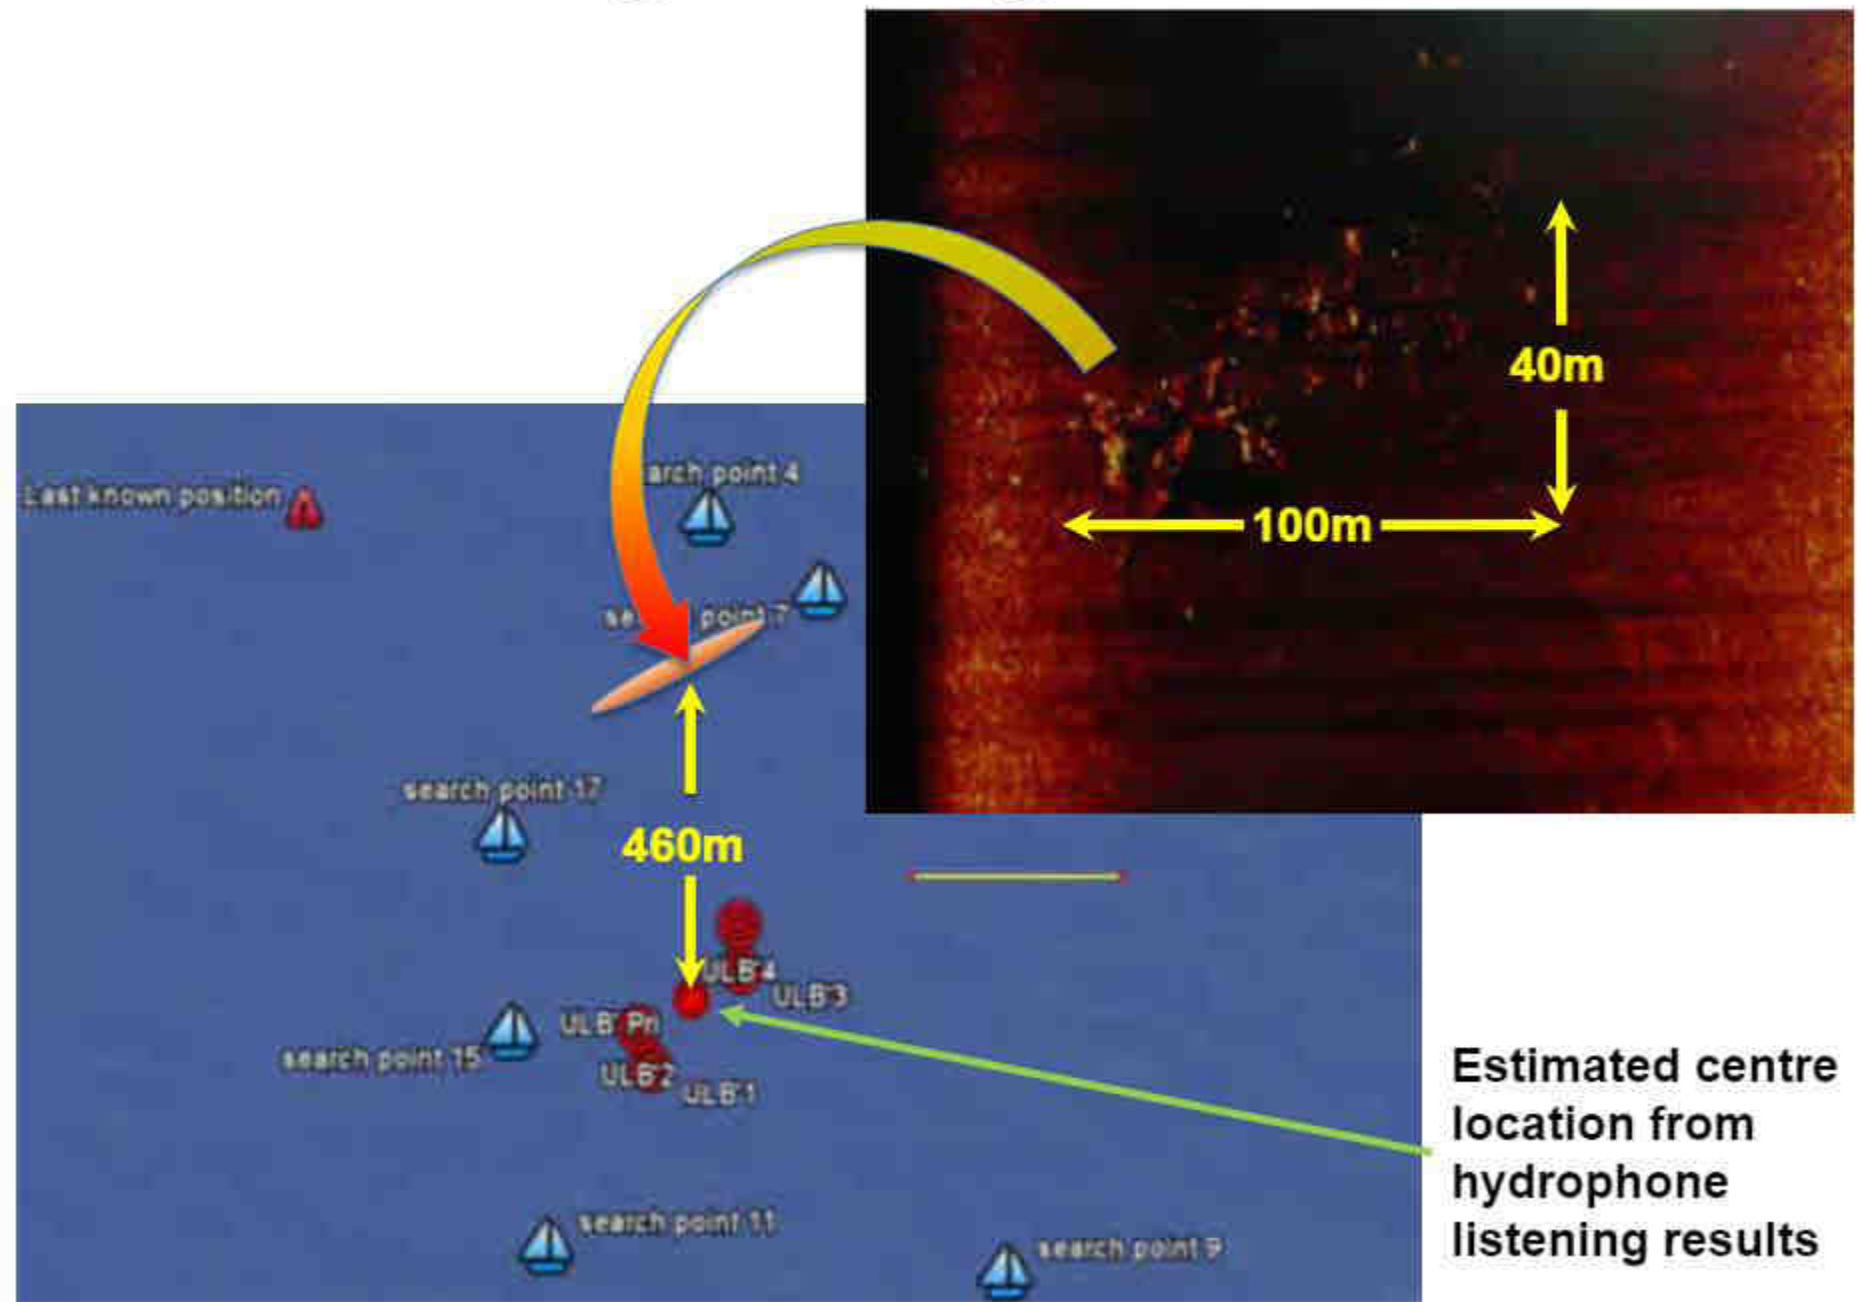 40m
100m
Last known position
arch point 4
point 7
search point 17
460m
ULB'4
ULB'3
ULB' Pri
search point 15
ULB'2
ULB'1
search point 11
search point 9
Estimated centre
location from
hydrophone
listening results